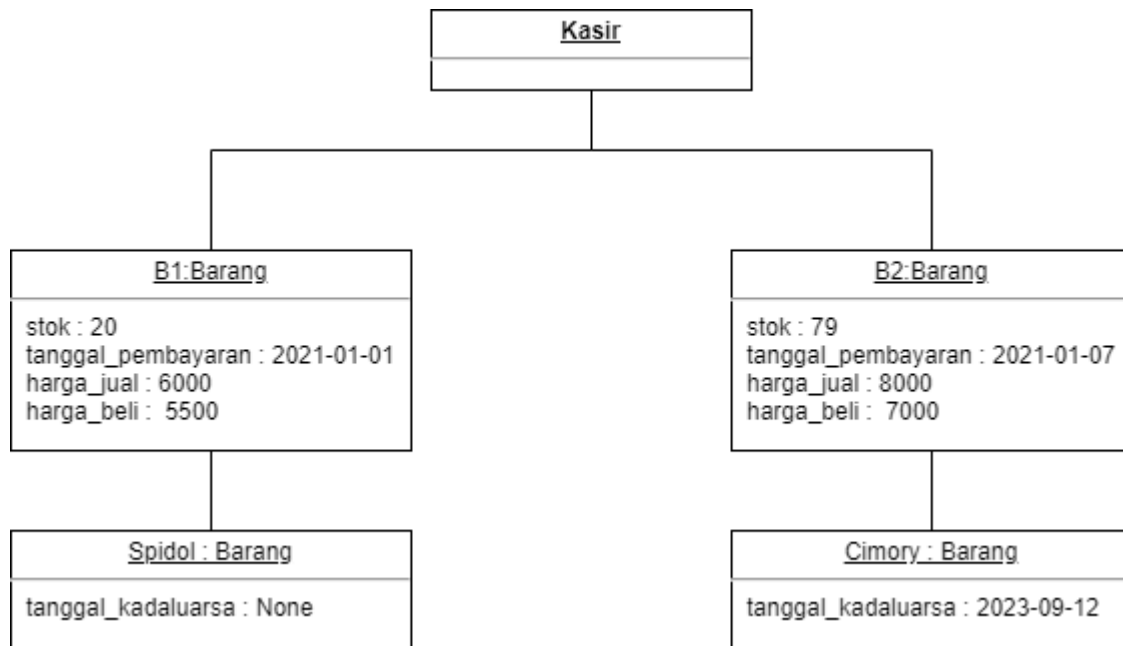 Kasir
B1:Barang
stok : 20
tanggal_pembayaran : 2021-01-01
harga_jual : 6000
harga_beli :  5500
B2:Barang
stok : 79
tanggal_pembayaran : 2021-01-07
harga_jual : 8000
harga_beli :  7000
Spidol : Barang
tanggal_kadaluarsa : None
Cimory : Barang
tanggal_kadaluarsa : 2023-09-12